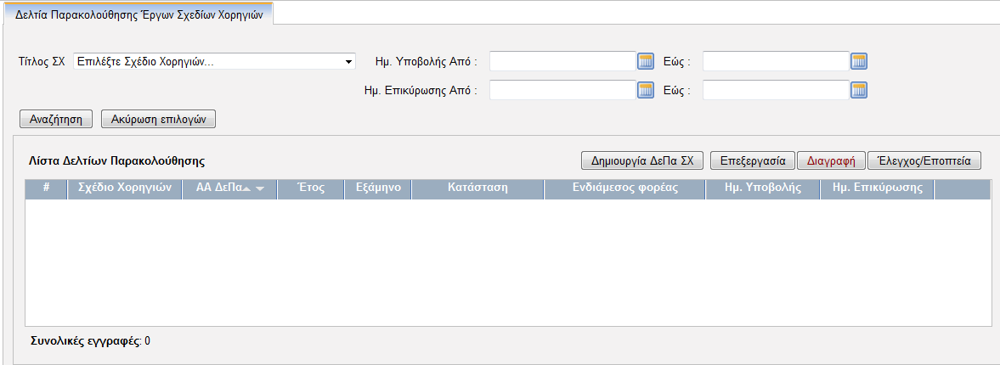 Δελτία Παρακολούθησης Έργων Σχεδίων Χορηγιών
Τίτλος ΣΧ Επιλέξτε Σχέδιο Χορηγιών... Ημ. Υποβολής Από : Εώς :
Ημ. Επικύρωσης Από : Εώς :
Αναζήτηση Ακύρωση επιλογών
Λίστα Δελτίων Παρακολούθησης Δημιουργία ΔεΠα ΣΧ Επεξεργασία Διαγραφή Έλεγχος/Εποπτεία
# Σχέδιο Χορηγιών ΑΑ ΔεΠα Έτος Εξάμηνο Κατάσταση Ενδιάμεσος φορέας Ημ. Υποβολής Ημ. Επικύρωσης
Συνολικές εγγραφές: 0